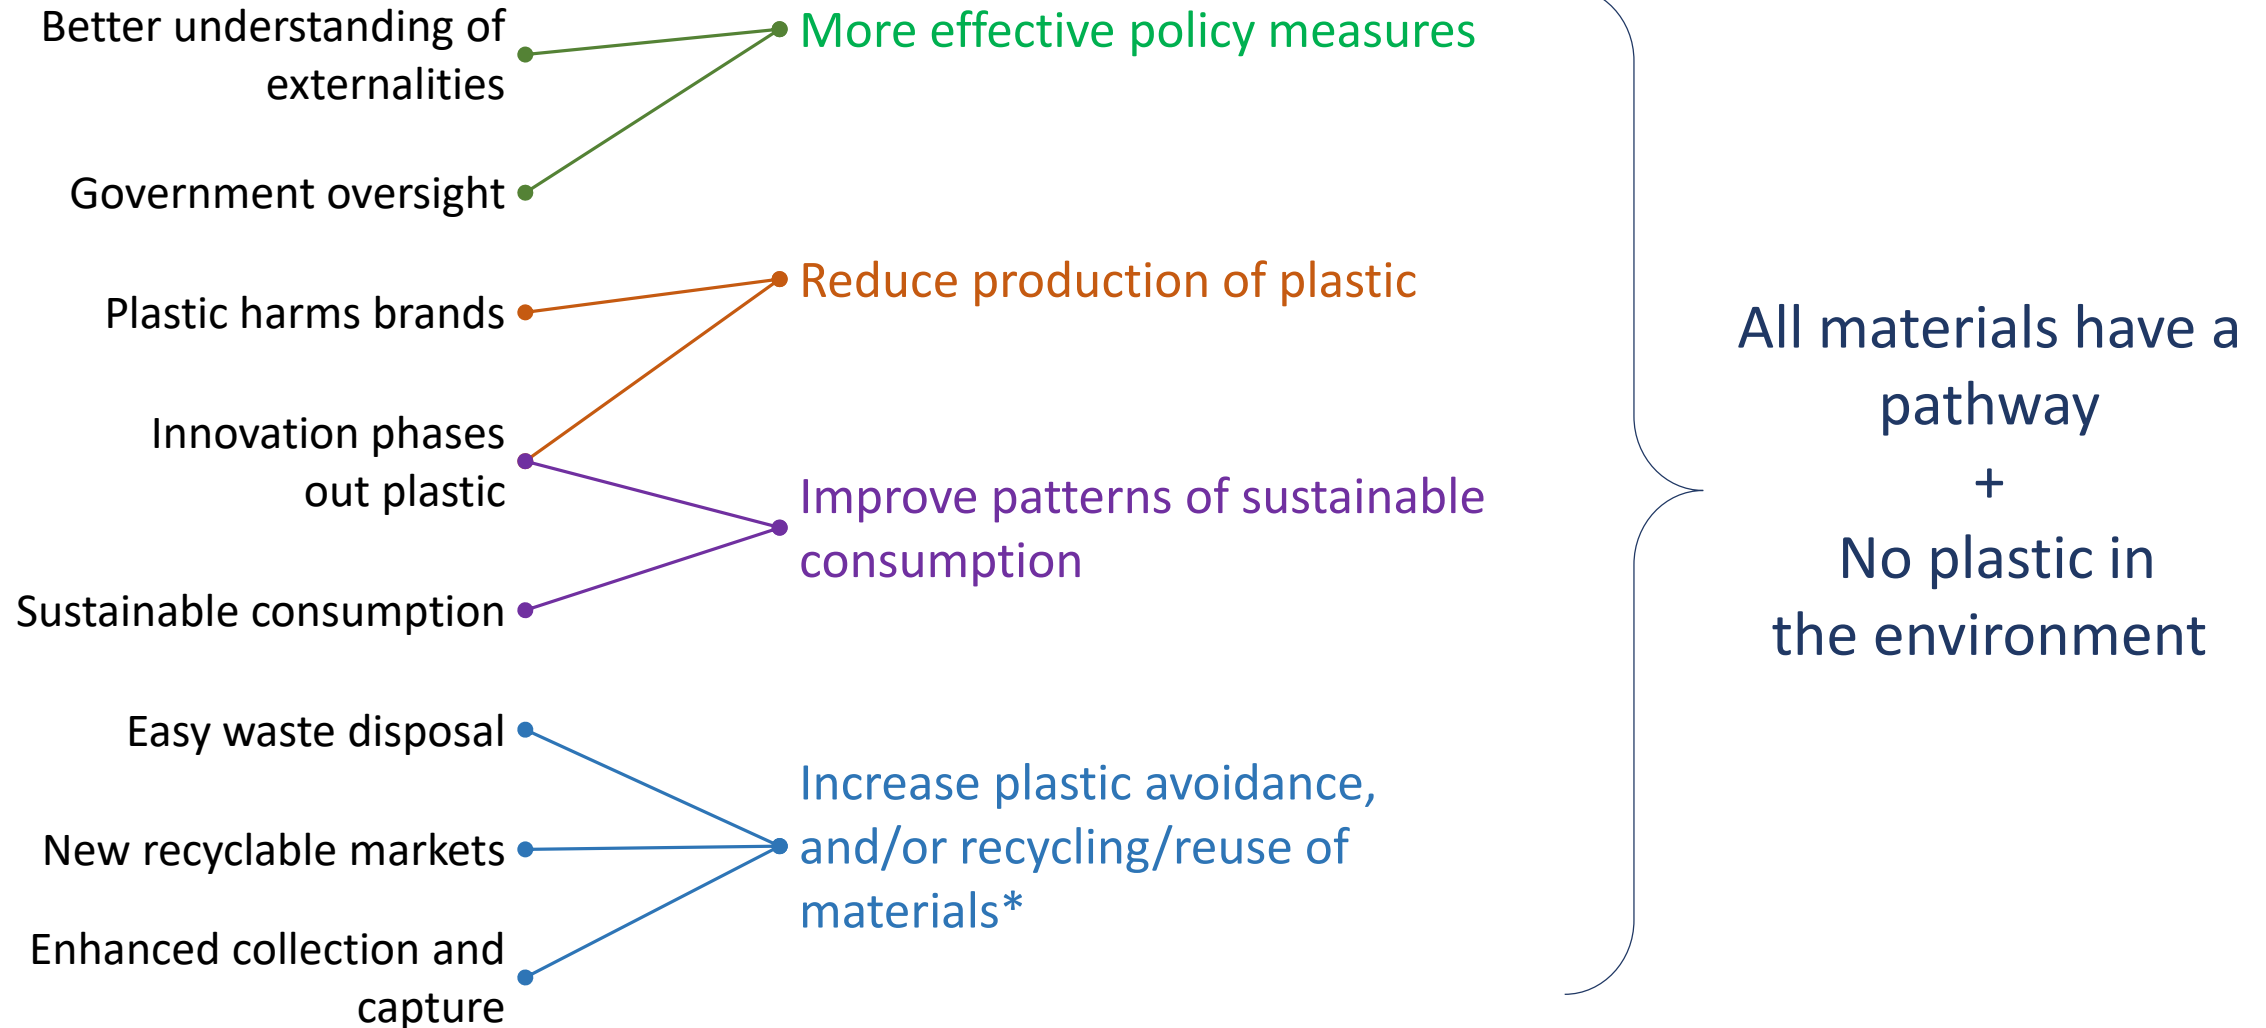 Better understanding of
externalities
Government oversight
Plastic harms brands
Innovation phases
out plastic
Sustainable consumption
Easy waste disposal
New recyclable markets
Enhanced collection and
capture
More effective policy measures
Reduce production of plastic
Improve patterns of sustainable
consumption
Increase plastic avoidance,
and/or recycling/reuse of
materials*
All materials have a
pathway
+
No plastic in
the environment